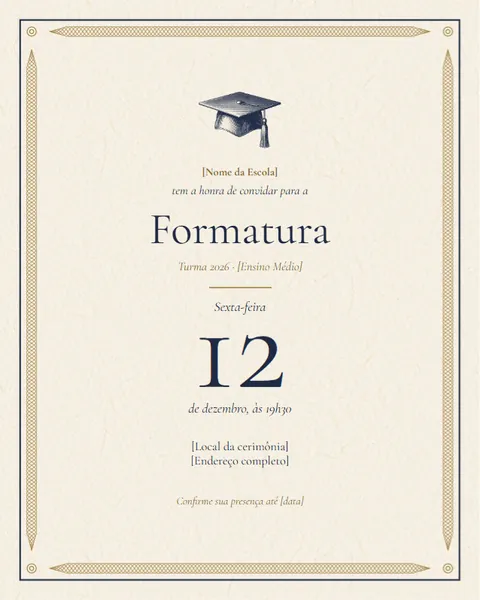 [Nome da Escola]
tem a honra de convidar para a
Formatura
Turma 2026 · [Ensino Médio]
Sexta-feira
12
de dezembro, às 19h30
[Local da cerimônia]
[Endereço completo]
Confirme sua presença até [data]